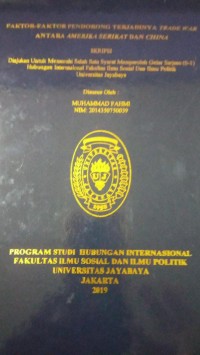 FAKTOR-FAKTOR PENDORONG TERJADINYA TRADE WAR
ANTARA AMERIKA SERIKAT DAN CHINA
SKRIPSI
Diajukan Untuk Memenuhi Salah Satu Syarat Memperoleh Gelar Sarjana (S-1)
Hubungan Internasional Fakultas Ilmu Sosial Dan Ilmu Politik
Universitas Jayabaya
Disusun Oleh :
MUHAMMAD FAHMI
NIM: 2014330750039
PROGRAM STUDI HUBUNGAN INTERNASIONAL
FAKULTAS ILMU SOSIAL DAN ILMU POLITIK
UNIVERSITAS JAYABAYA
JAKARTA
2019